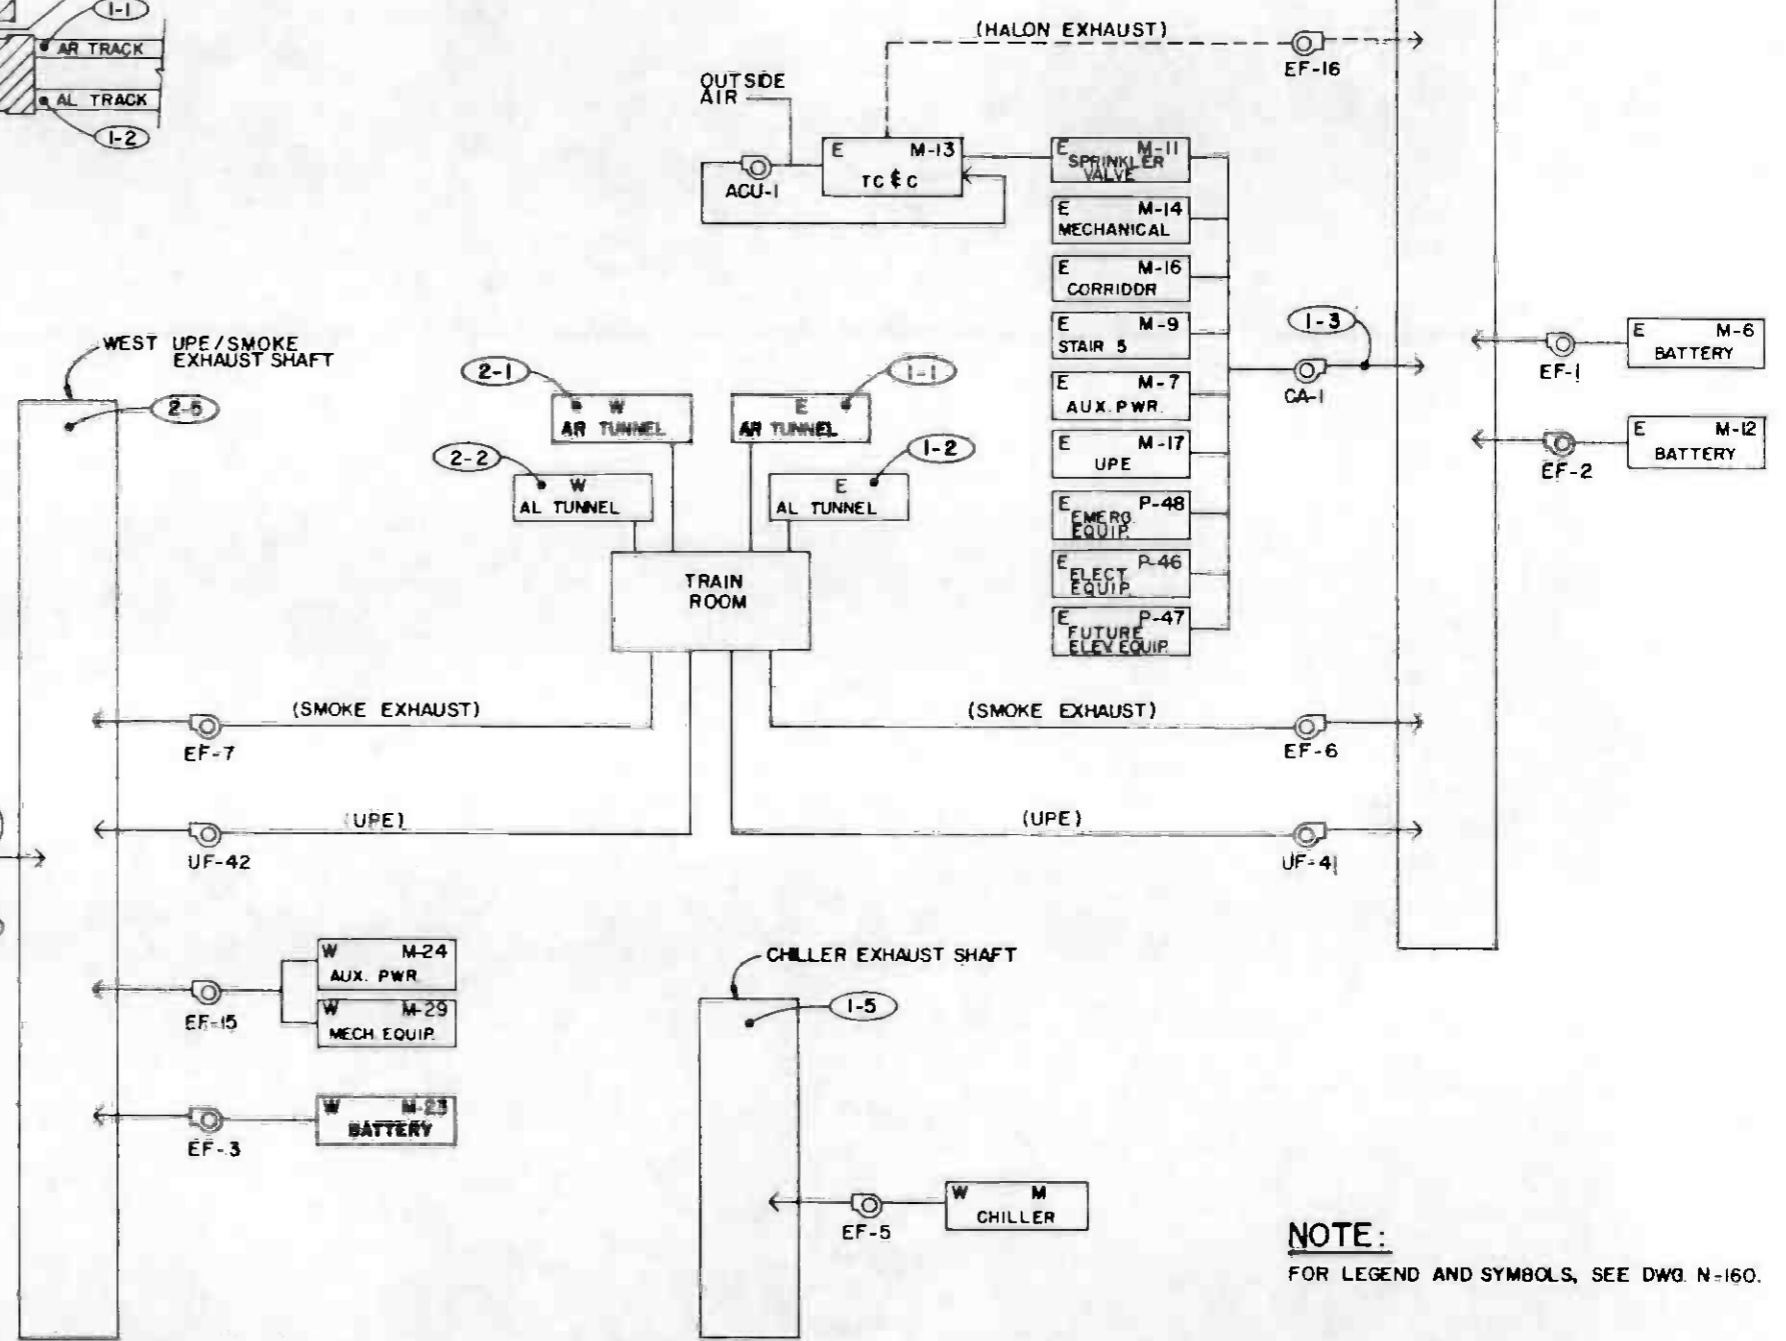 1-1
AR TRACK
AL TRACK
1-2
(HALON EXHAUST)
EF-16
OUTSIDE
AIR
ACU-1
E M-13
TC & C
E M-11
SPRINKLER
VALVE
E M-14
MECHANICAL
E M-16
CORRIDOR
E M-9
STAIR 5
E M-7
AUX. PWR.
E M-17
UPE
E P-48
EMERG.
EQUIP.
E P-46
ELECT
EQUIP.
E P-47
FUTURE
ELEV. EQUIP.
1-3
CA-1
EF-1
E M-6
BATTERY
EF-2
E M-12
BATTERY
WEST UPE/SMOKE
EXHAUST SHAFT
2-5
2-1
W
AR TUNNEL
1-1
E
AR TUNNEL
2-2
W
AL TUNNEL
1-2
E
AL TUNNEL
TRAIN
ROOM
(SMOKE EXHAUST)
EF-7
(SMOKE EXHAUST)
EF-6
(UPE)
UF-42
(UPE)
UF-41
W M-24
AUX. PWR
W M-29
MECH. EQUIP.
EF-15
W M-23
BATTERY
EF-3
CHILLER EXHAUST SHAFT
1-5
EF-5
W M
CHILLER
NOTE:
FOR LEGEND AND SYMBOLS, SEE DWG. N-160.